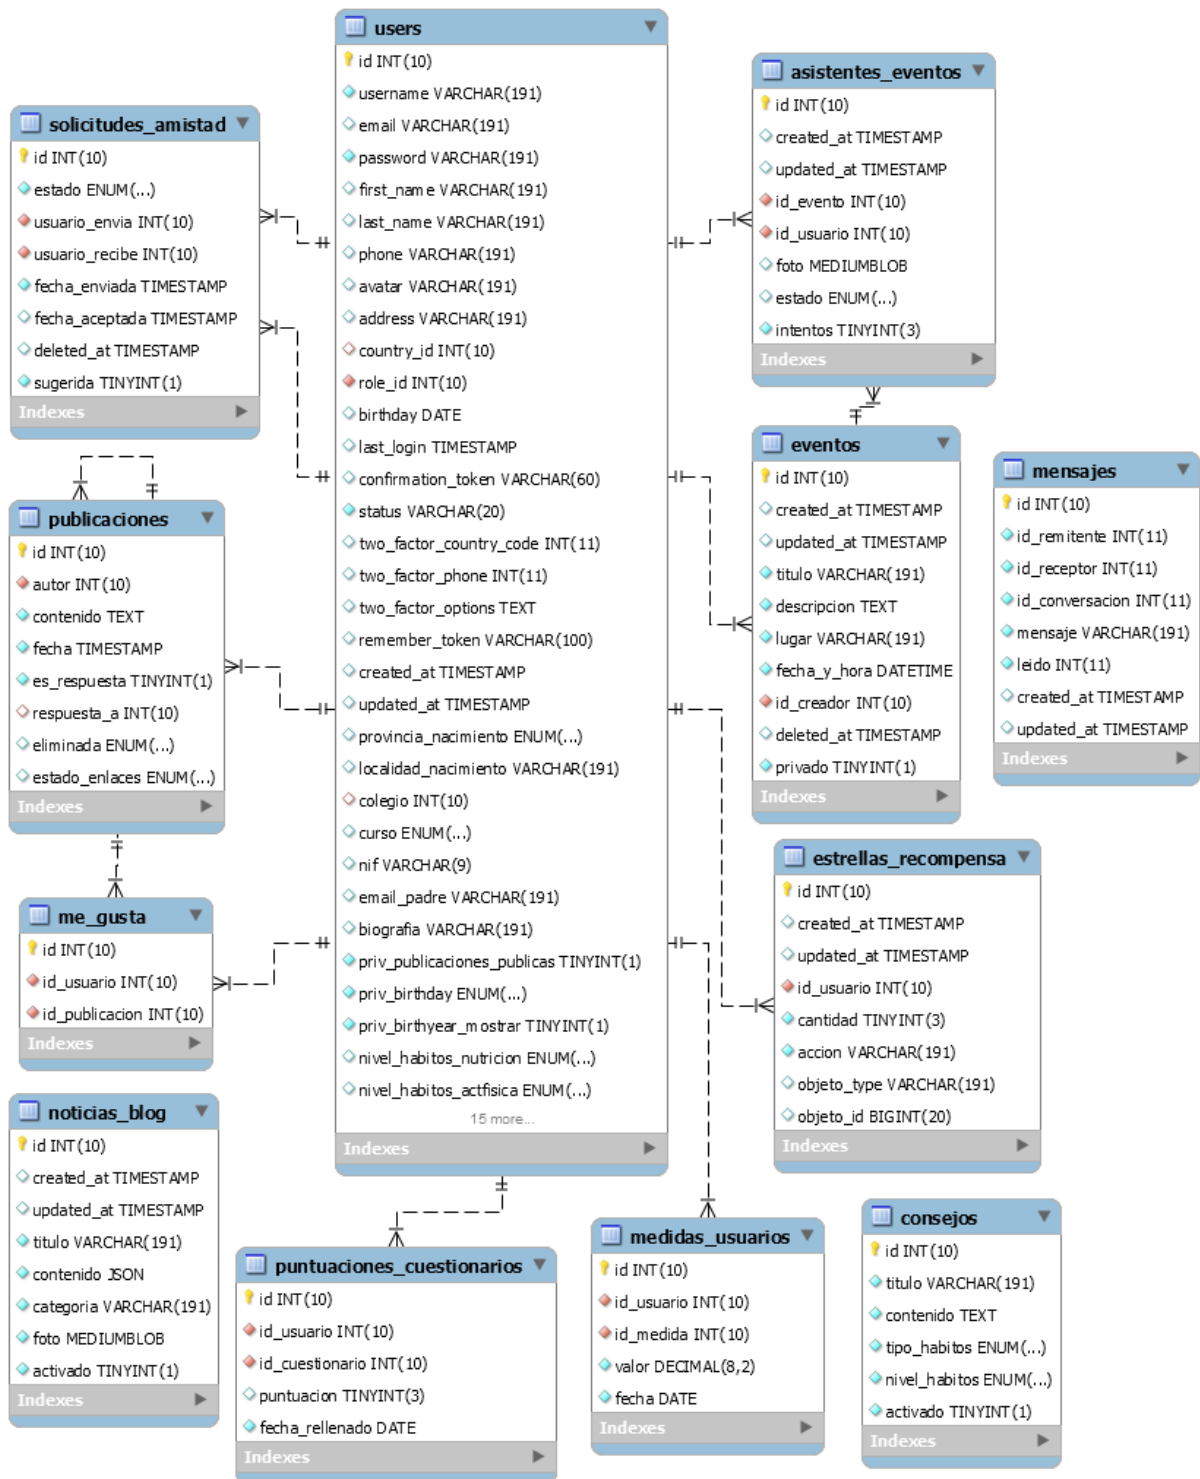 users
id INT(10)
username VARCHAR(191)
email VARCHAR(191)
password VARCHAR(191)
first_name VARCHAR(191)
last_name VARCHAR(191)
phone VARCHAR(191)
avatar VARCHAR(191)
address VARCHAR(191)
country_id INT(10)
role_id INT(10)
birthday DATE
last_login TIMESTAMP
confirmation_token VARCHAR(60)
status VARCHAR(20)
two_factor_country_code INT(11)
two_factor_phone INT(11)
two_factor_options TEXT
remember_token VARCHAR(100)
created_at TIMESTAMP
updated_at TIMESTAMP
provincia_nacimiento ENUM(...)
localidad_nacimiento VARCHAR(191)
colegio INT(10)
curso ENUM(...)
nif VARCHAR(9)
email_padre VARCHAR(191)
biografia VARCHAR(191)
priv_publicaciones_publicas TINYINT(1)
priv_birthday ENUM(...)
priv_birthyear_mostrar TINYINT(1)
nivel_habitos_nutricion ENUM(...)
nivel_habitos_actfisica ENUM(...)
15 more...
Indexes
solicitudes_amistad
id INT(10)
estado ENUM(...)
usuario_envia INT(10)
usuario_recibe INT(10)
fecha_enviada TIMESTAMP
fecha_aceptada TIMESTAMP
deleted_at TIMESTAMP
sugerida TINYINT(1)
Indexes
publicaciones
id INT(10)
autor INT(10)
contenido TEXT
fecha TIMESTAMP
es_respuesta TINYINT(1)
respuesta_a INT(10)
eliminada ENUM(...)
estado_enlaces ENUM(...)
Indexes
me_gusta
id INT(10)
id_usuario INT(10)
id_publicacion INT(10)
Indexes
noticias_blog
id INT(10)
created_at TIMESTAMP
updated_at TIMESTAMP
titulo VARCHAR(191)
contenido JSON
categoria VARCHAR(191)
foto MEDIUMBLOB
activado TINYINT(1)
Indexes
asistentes_eventos
id INT(10)
created_at TIMESTAMP
updated_at TIMESTAMP
id_evento INT(10)
id_usuario INT(10)
foto MEDIUMBLOB
estado ENUM(...)
intentos TINYINT(3)
Indexes
eventos
id INT(10)
created_at TIMESTAMP
updated_at TIMESTAMP
titulo VARCHAR(191)
descripcion TEXT
lugar VARCHAR(191)
fecha_y_hora DATETIME
id_creador INT(10)
deleted_at TIMESTAMP
privado TINYINT(1)
Indexes
mensajes
id INT(10)
id_remitente INT(11)
id_receptor INT(11)
id_conversacion INT(11)
mensaje VARCHAR(191)
leido INT(11)
created_at TIMESTAMP
updated_at TIMESTAMP
Indexes
estrellas_recompensa
id INT(10)
created_at TIMESTAMP
updated_at TIMESTAMP
id_usuario INT(10)
cantidad TINYINT(3)
accion VARCHAR(191)
objeto_type VARCHAR(191)
objeto_id BIGINT(20)
Indexes
puntuaciones_cuestionarios
id INT(10)
id_usuario INT(10)
id_cuestionario INT(10)
puntuacion TINYINT(3)
fecha_rellenado DATE
Indexes
medidas_usuarios
id INT(10)
id_usuario INT(10)
id_medida INT(10)
valor DECIMAL(8,2)
fecha DATE
Indexes
consejos
id INT(10)
titulo VARCHAR(191)
contenido TEXT
tipo_habitos ENUM(...)
nivel_habitos ENUM(...)
activado TINYINT(1)
Indexes